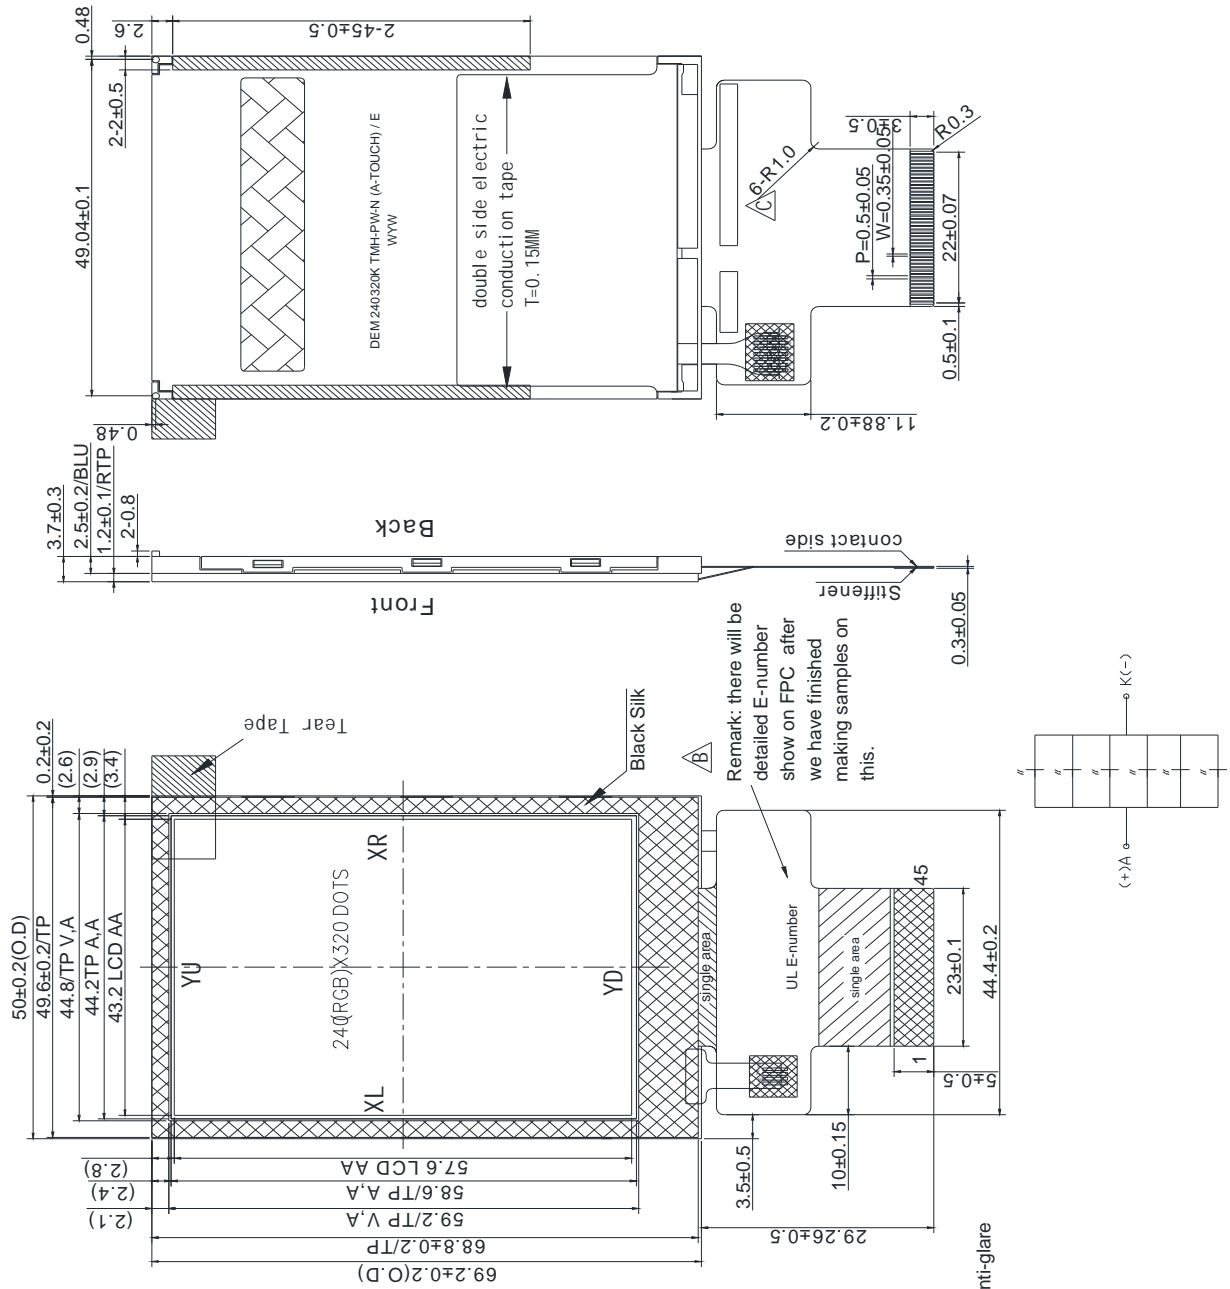 0.48
49.04±0.1
2-2±0.5
2.6
2-45±0.5
DEM 240320K TMH-PW-N (A-TOUCH) / E
WYW
double side electric
conduction tape
T=0.15MM
C
6-R1.0
3±0.5
R0.3
P=0.5±0.05
W=0.35±0.05
22±0.07
0.5±0.1
11.88±0.2
0.48
3.7±0.3
2.5±0.2/BLU
1.2±0.1/RTP
2-0.8
Back
Front
contact side
Stiffener
0.3±0.05
50±0.2(O.D)
49.6±0.2/TP
44.8/TP V,A
44.2TP A,A
43.2 LCD AA
0.2±0.2
(2.6)
(2.9)
(3.4)
Tear Tape
Black Silk
B
Remark: there will be
detailed E-number
show on FPC after
we have finished
making samples on
this.
XR
YU
YD
XL
240(RGB)X320 DOTS
single area
UL E-number
single area
45
1
23±0.1
44.4±0.2
5±0.5
10±0.15
3.5±0.5
29.26±0.5
(2.8)
57.6 LCD AA
(2.4)
58.6/TP A,A
(2.1)
59.2/TP V,A
68.8±0.2/TP
69.2±0.2(O.D)
(+)A
K(-)
nti-glare